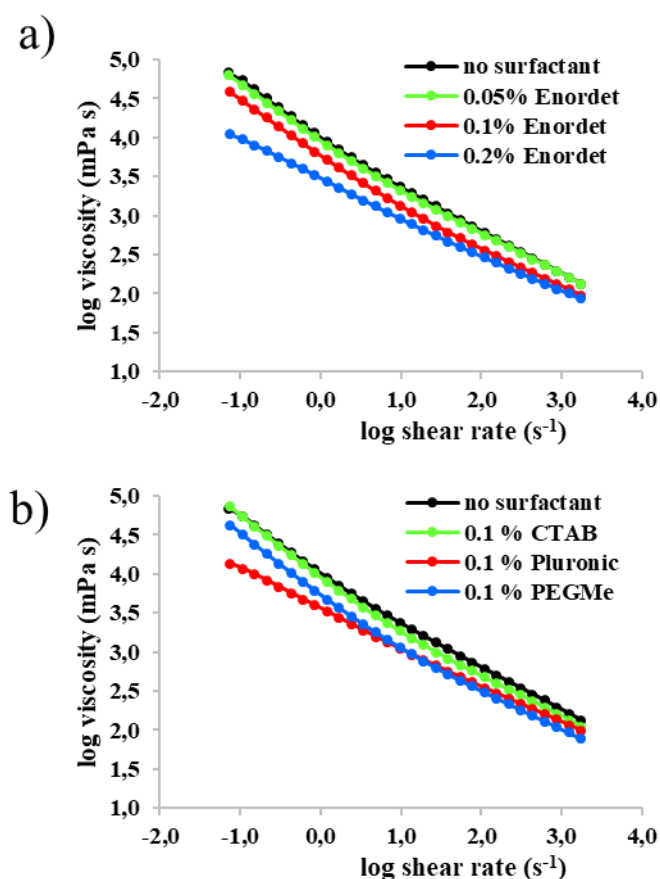 a)
5,0
4,5
4,0
3,5
3,0
2,5
2,0
1,5
1,0
log viscosity (mPa s)
no surfactant
0.05% Enordet
0.1% Enordet
0.2% Enordet
-2,0 -1,0 0,0 1,0 2,0 3,0 4,0
log shear rate (s⁻¹)
b)
5,0
4,5
4,0
3,5
3,0
2,5
2,0
1,5
1,0
log viscosity (mPa s)
no surfactant
0.1 % CTAB
0.1 % Pluronic
0.1 % PEGMe
-2,0 -1,0 0,0 1,0 2,0 3,0 4,0
log shear rate (s⁻¹)